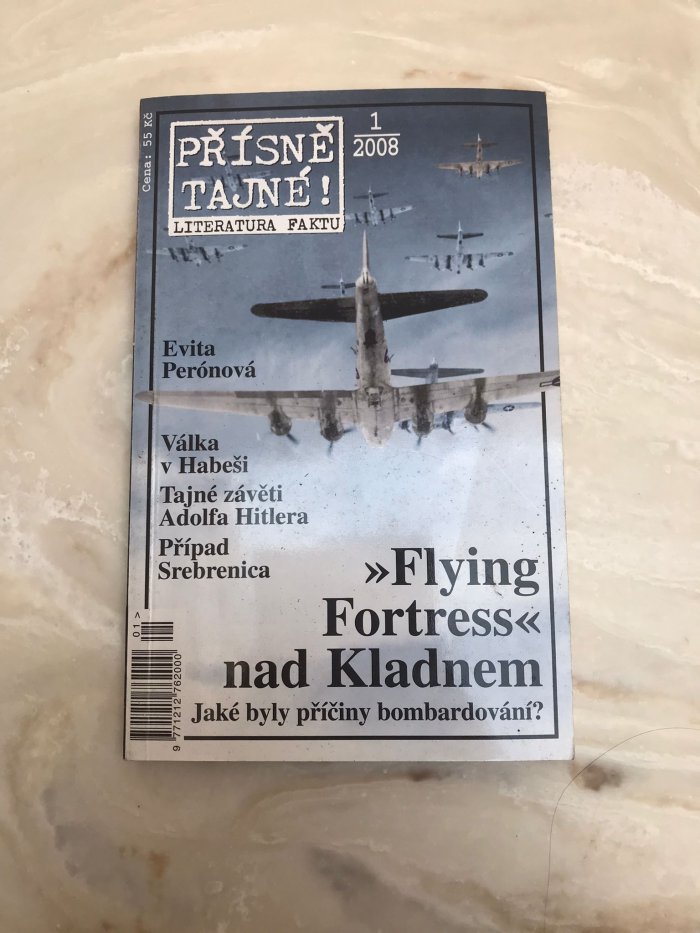 Cena: 55 Kč
PŘÍSNĚ
TAJNÉ!
LITERATURA FAKTU
1
2008
Evita
Perónová
Válka
v Habeši
Tajné závěti
Adolfa Hitlera
Případ
Srebrenica
»Flying
Fortress«
nad Kladnem
Jaké byly příčiny bombardování?
01>
9 771212 762000